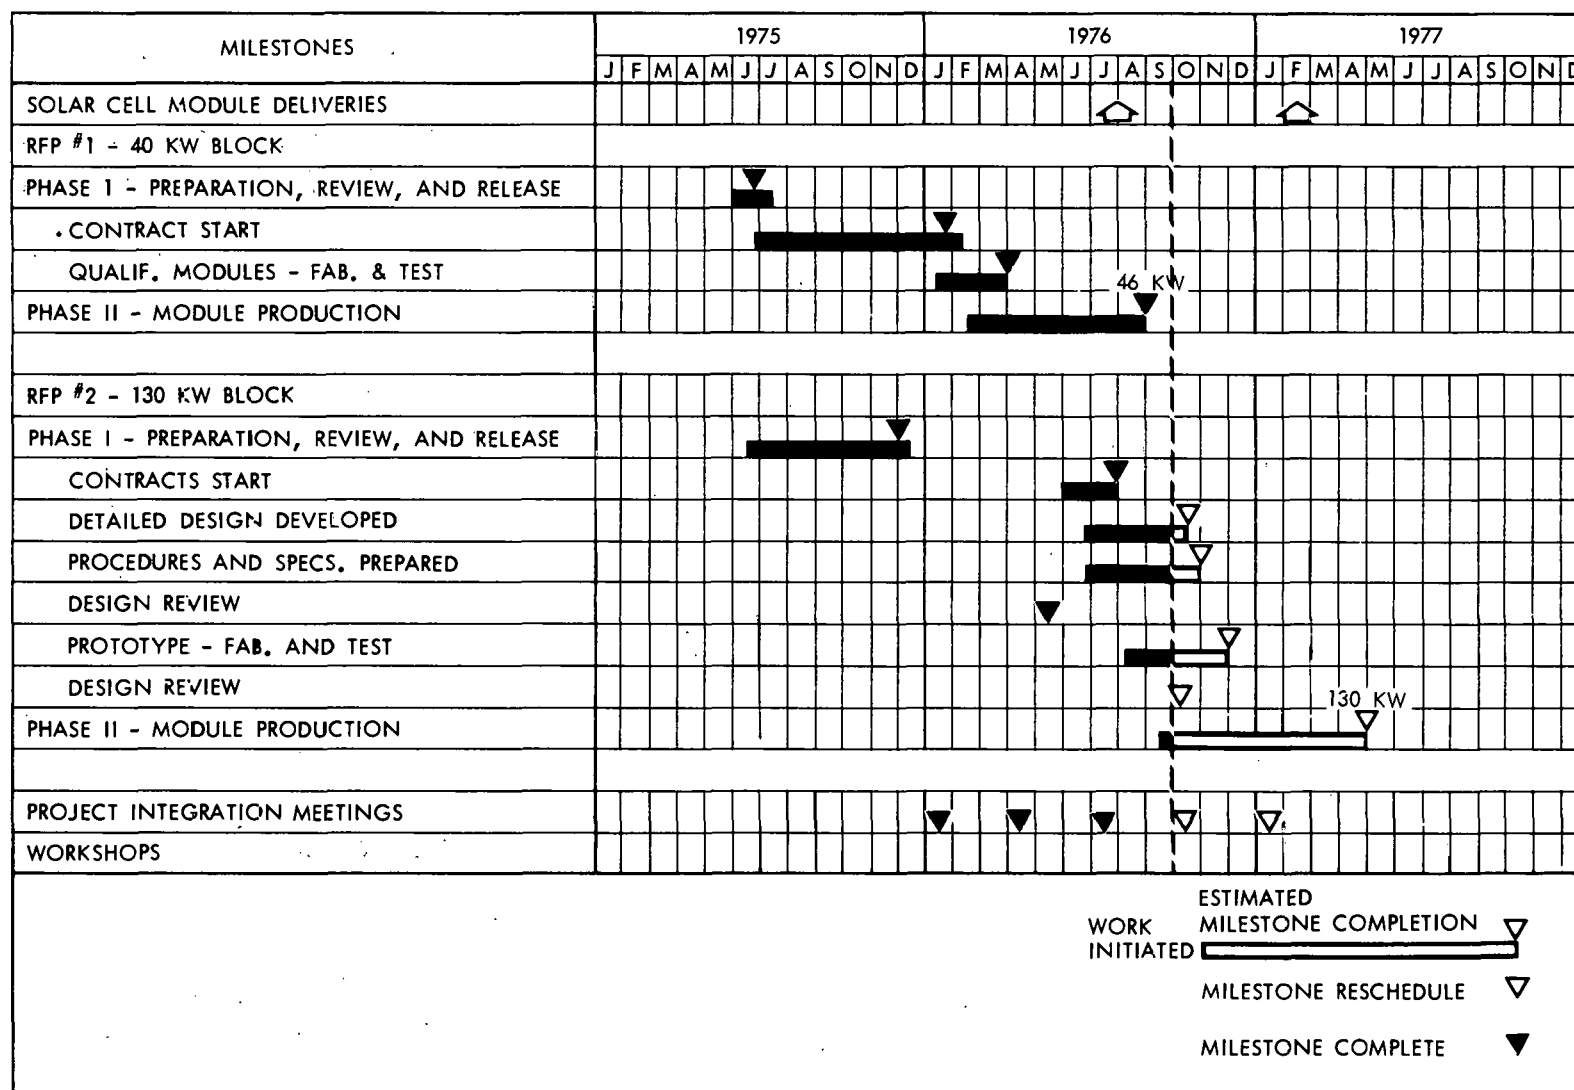 MILESTONES
1975 1976 1977
J F M A M J J A S O N D J F M A M J J A S O N D J F M A M J J A S O N D
SOLAR CELL MODULE DELIVERIES
RFP #1 - 40 KW BLOCK
PHASE I - PREPARATION, REVIEW, AND RELEASE
CONTRACT START
QUALIF. MODULES - FAB. & TEST
46 KW
PHASE II - MODULE PRODUCTION
RFP #2 - 130 KW BLOCK
PHASE I - PREPARATION, REVIEW, AND RELEASE
CONTRACTS START
DETAILED DESIGN DEVELOPED
PROCEDURES AND SPECS. PREPARED
DESIGN REVIEW
PROTOTYPE - FAB. AND TEST
DESIGN REVIEW
130 KW
PHASE II - MODULE PRODUCTION
PROJECT INTEGRATION MEETINGS
WORKSHOPS
ESTIMATED
WORK MILESTONE COMPLETION
INITIATED
MILESTONE RESCHEDULE
MILESTONE COMPLETE